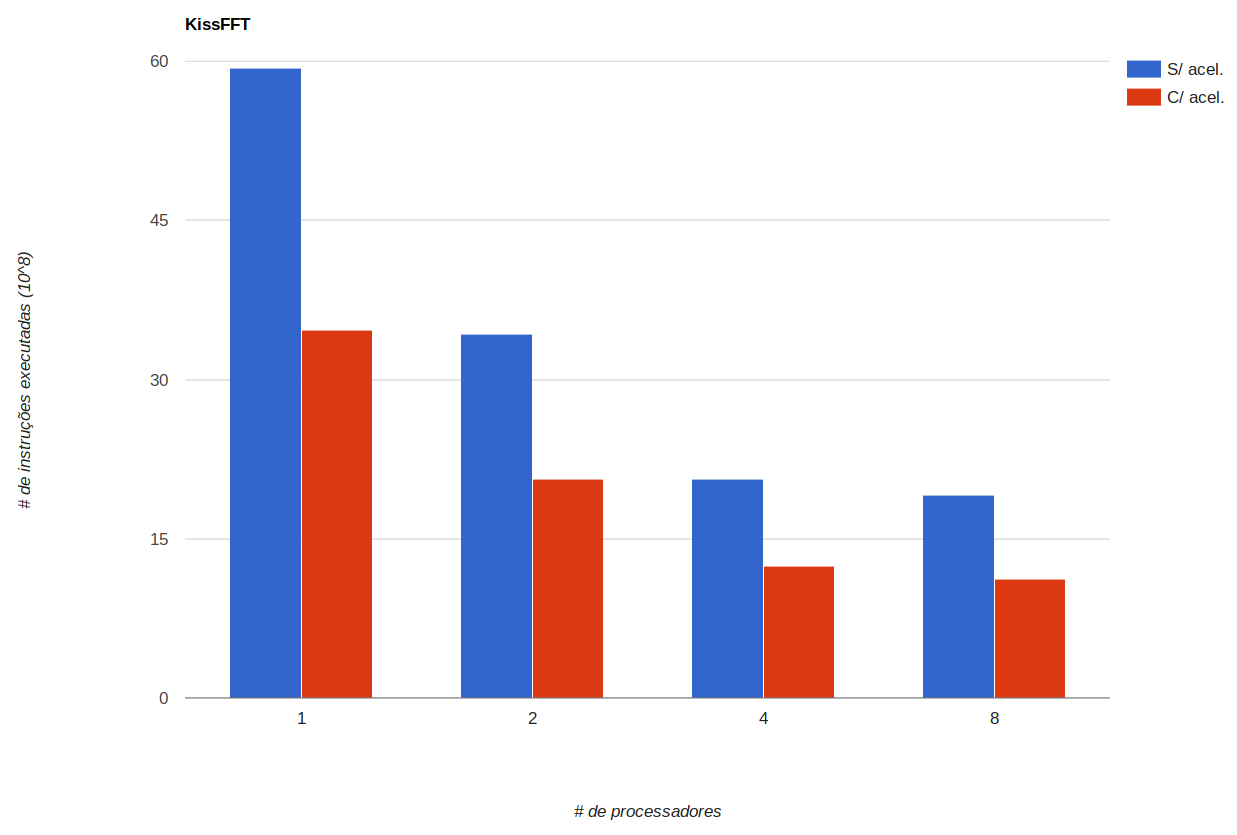 KissFFT
60
45
30
15
0
# de instruções executadas (10^8)
1
2
4
8
# de processadores
S/ acel.
C/ acel.